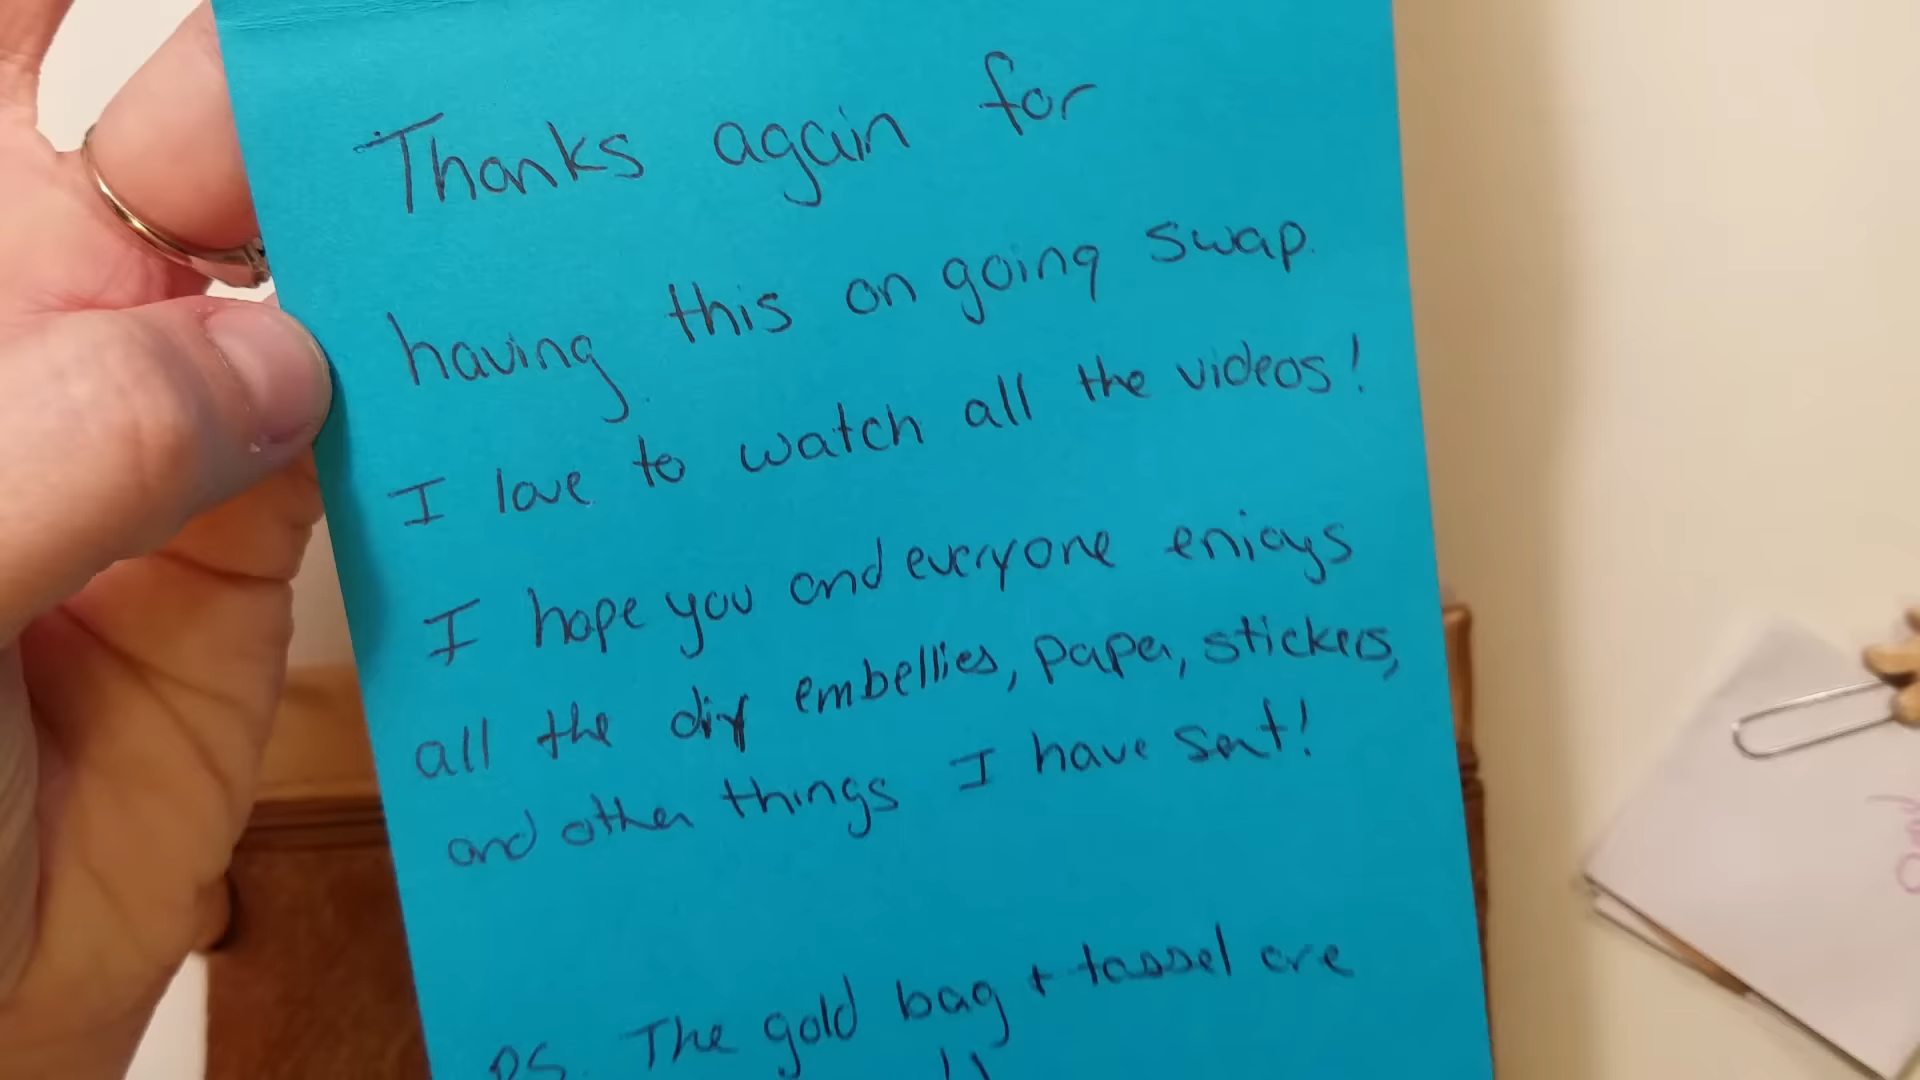 Thanks again for
having this on going swap.
I love to watch all the videos!
I hope you and everyone enjoys
all the diy embellies, paper, stickers,
and other things I have sent!
PS. The gold bag + tassel are